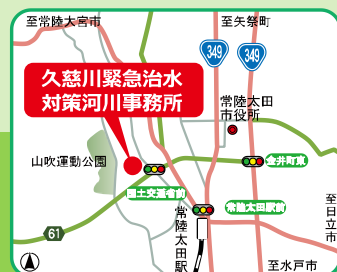 至常陸大宮市
至矢祭町
349
349
久慈川緊急治水
対策河川事務所
常陸太田
市役所
山吹運動公園
金井町東
国土交通省前
常陸太田駅前
61
常陸太田駅
至日立市
至水戸市